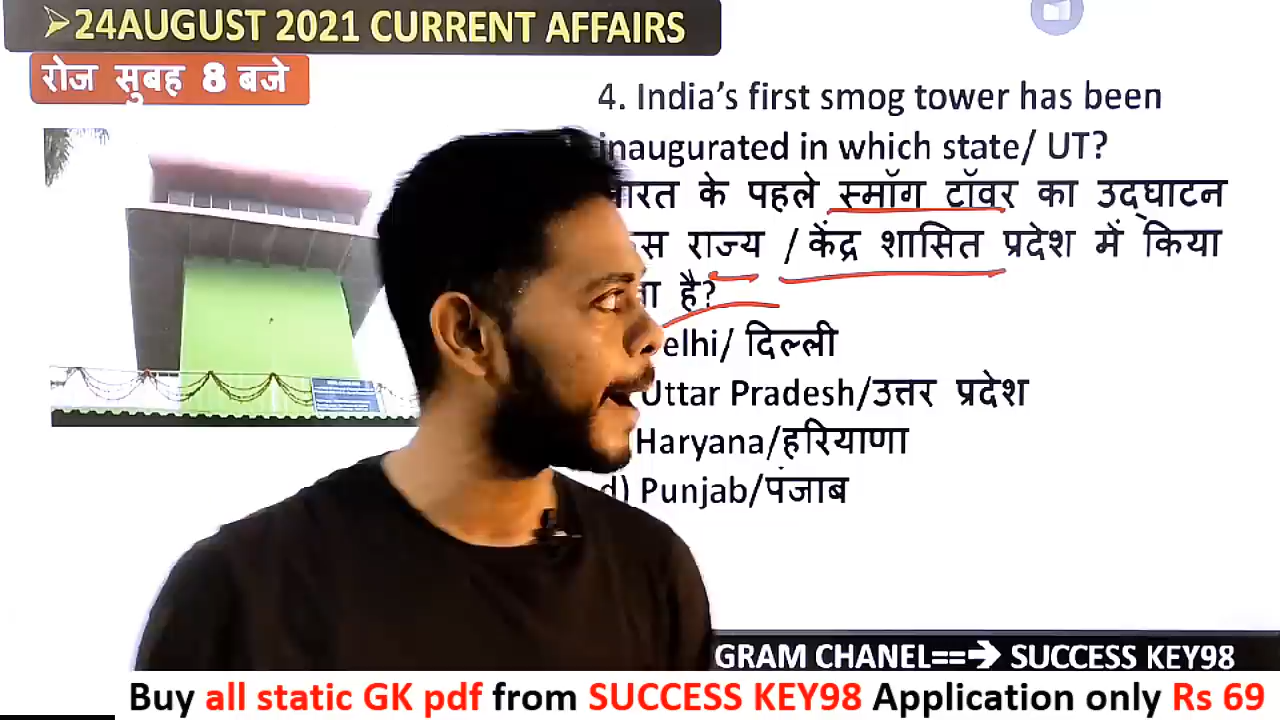 ➢24AUGUST 2021 CURRENT AFFAIRS
रोज सुबह 8 बजे
4. India’s first smog tower has been
inaugurated in which state/ UT?
के पहले स्मॉग टॉवर का उद्घाटन
राज्य /केंद्र शासित प्रदेश में किया
है?
elhi/ दिल्ली
Uttar Pradesh/उत्तर प्रदेश
Haryana/हरियाणा
d) Punjab/पंजाब
GRAM CHANEL==➔ SUCCESS KEY98
Buy all static GK pdf from SUCCESS KEY98 Application only Rs 69